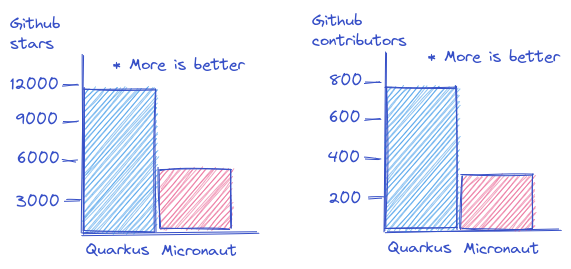 Github
stars
* More is better
12000
9000
6000
3000
Quarkus Micronaut
Github
contributors
* More is better
800
600
400
200
Quarkus Micronaut